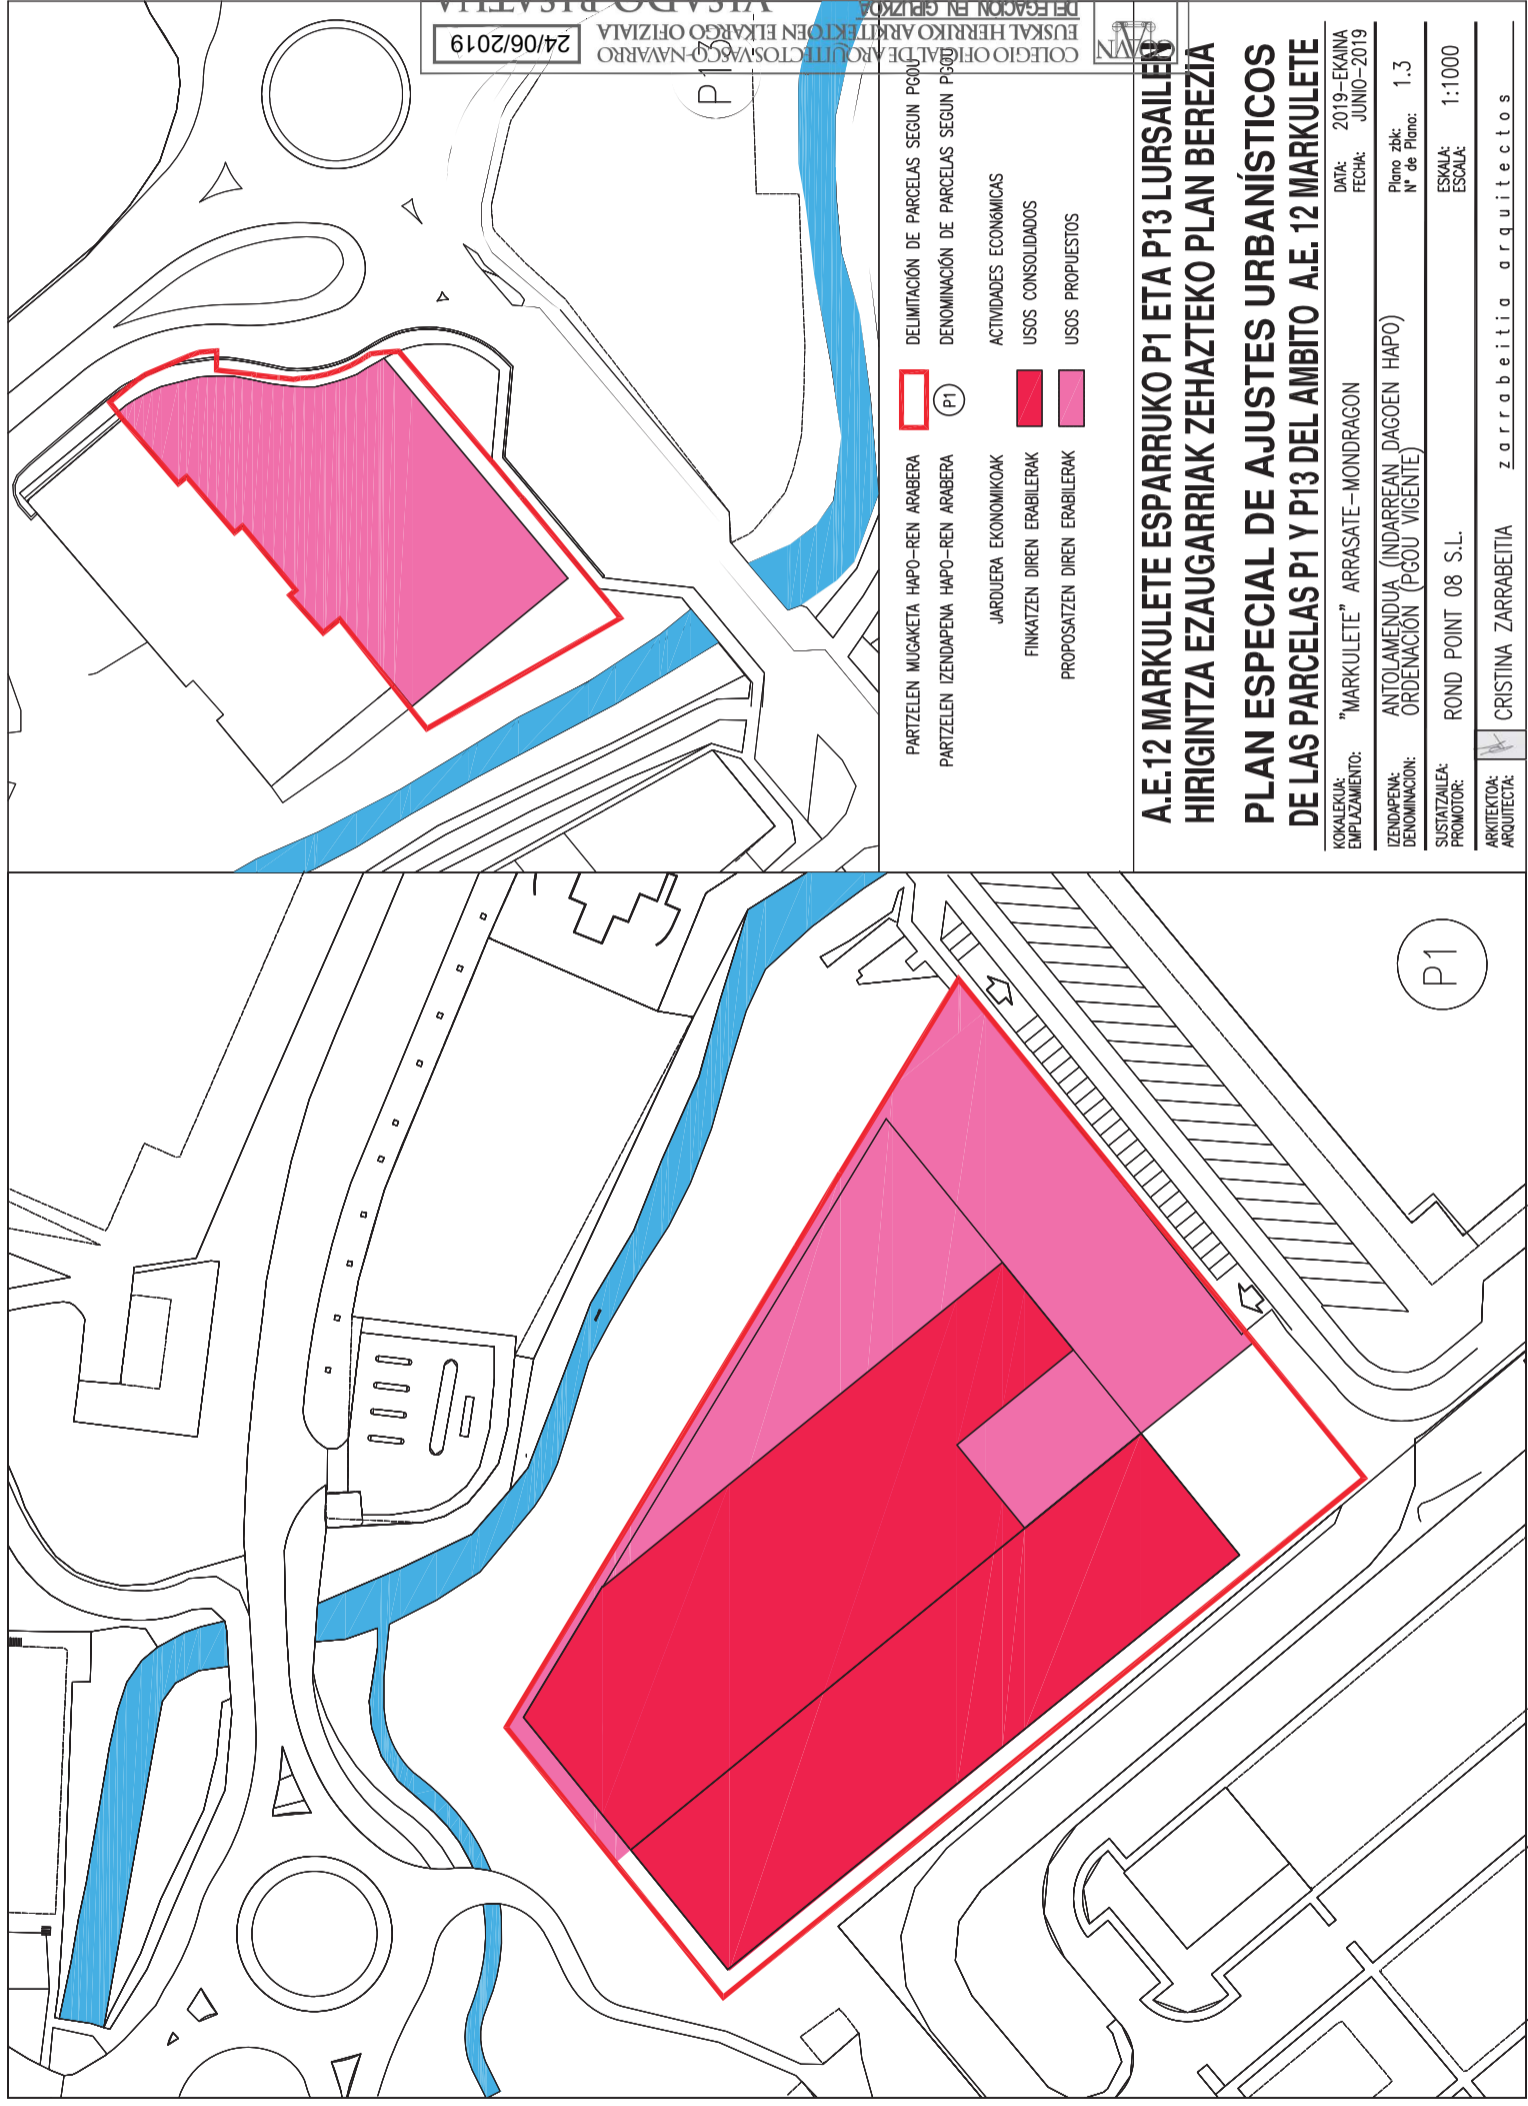 P13
P1
COLEGIO OFICIAL DE ARQUITECTOS VASCO-NAVARRO
EUSKAL HERRIKO ARKITEKTOEN ELKARGO OFIZIALA
DELEGACIÓN EN GIPUZKOA
24/06/2019
VISADO BISATUA
PARTZELEN MUGAKETA HAPO-REN ARABERA DELIMITACIÓN DE PARCELAS SEGUN PGOU
PARTZELEN IZENDAPENA HAPO-REN ARABERA P1 DENOMINACIÓN DE PARCELAS SEGUN PGOU
JARDUERA EKONOMIKOAK ACTIVIDADES ECONóMICAS
FINKATZEN DIREN ERABILERAK USOS CONSOLIDADOS
PROPOSATZEN DIREN ERABILERAK USOS PROPUESTOS
A.E.12 MARKULETE ESPARRUKO P1 ETA P13 LURSAILEN
HIRIGINTZA EZAUGARRIAK ZEHAZTEKO PLAN BEREZIA
PLAN ESPECIAL DE AJUSTES URBANÍSTICOS
DE LAS PARCELAS P1 Y P13 DEL AMBITO A.E. 12 MARKULETE
KOKALEKUA:
EMPLAZAMIENTO:
"MARKULETE" ARRASATE-MONDRAGON
DATA: 2019-EKAINA
FECHA: JUNIO-2019
IZENDAPENA: ANTOLAMENDUA (INDARREAN DAGOEN HAPO)
DENOMINACION: ORDENACIÓN (PGOU VIGENTE)
Plano zbk:
Nº de Plano: 1.3
SUSTATZAILEA:
PROMOTOR:
ROND POINT 08 S.L.
ESKALA:
ESCALA:
1:1000
ARKITEKTOA:
ARQUITECTA:
CRISTINA ZARRABEITIA
zarrabeitia arquitectos